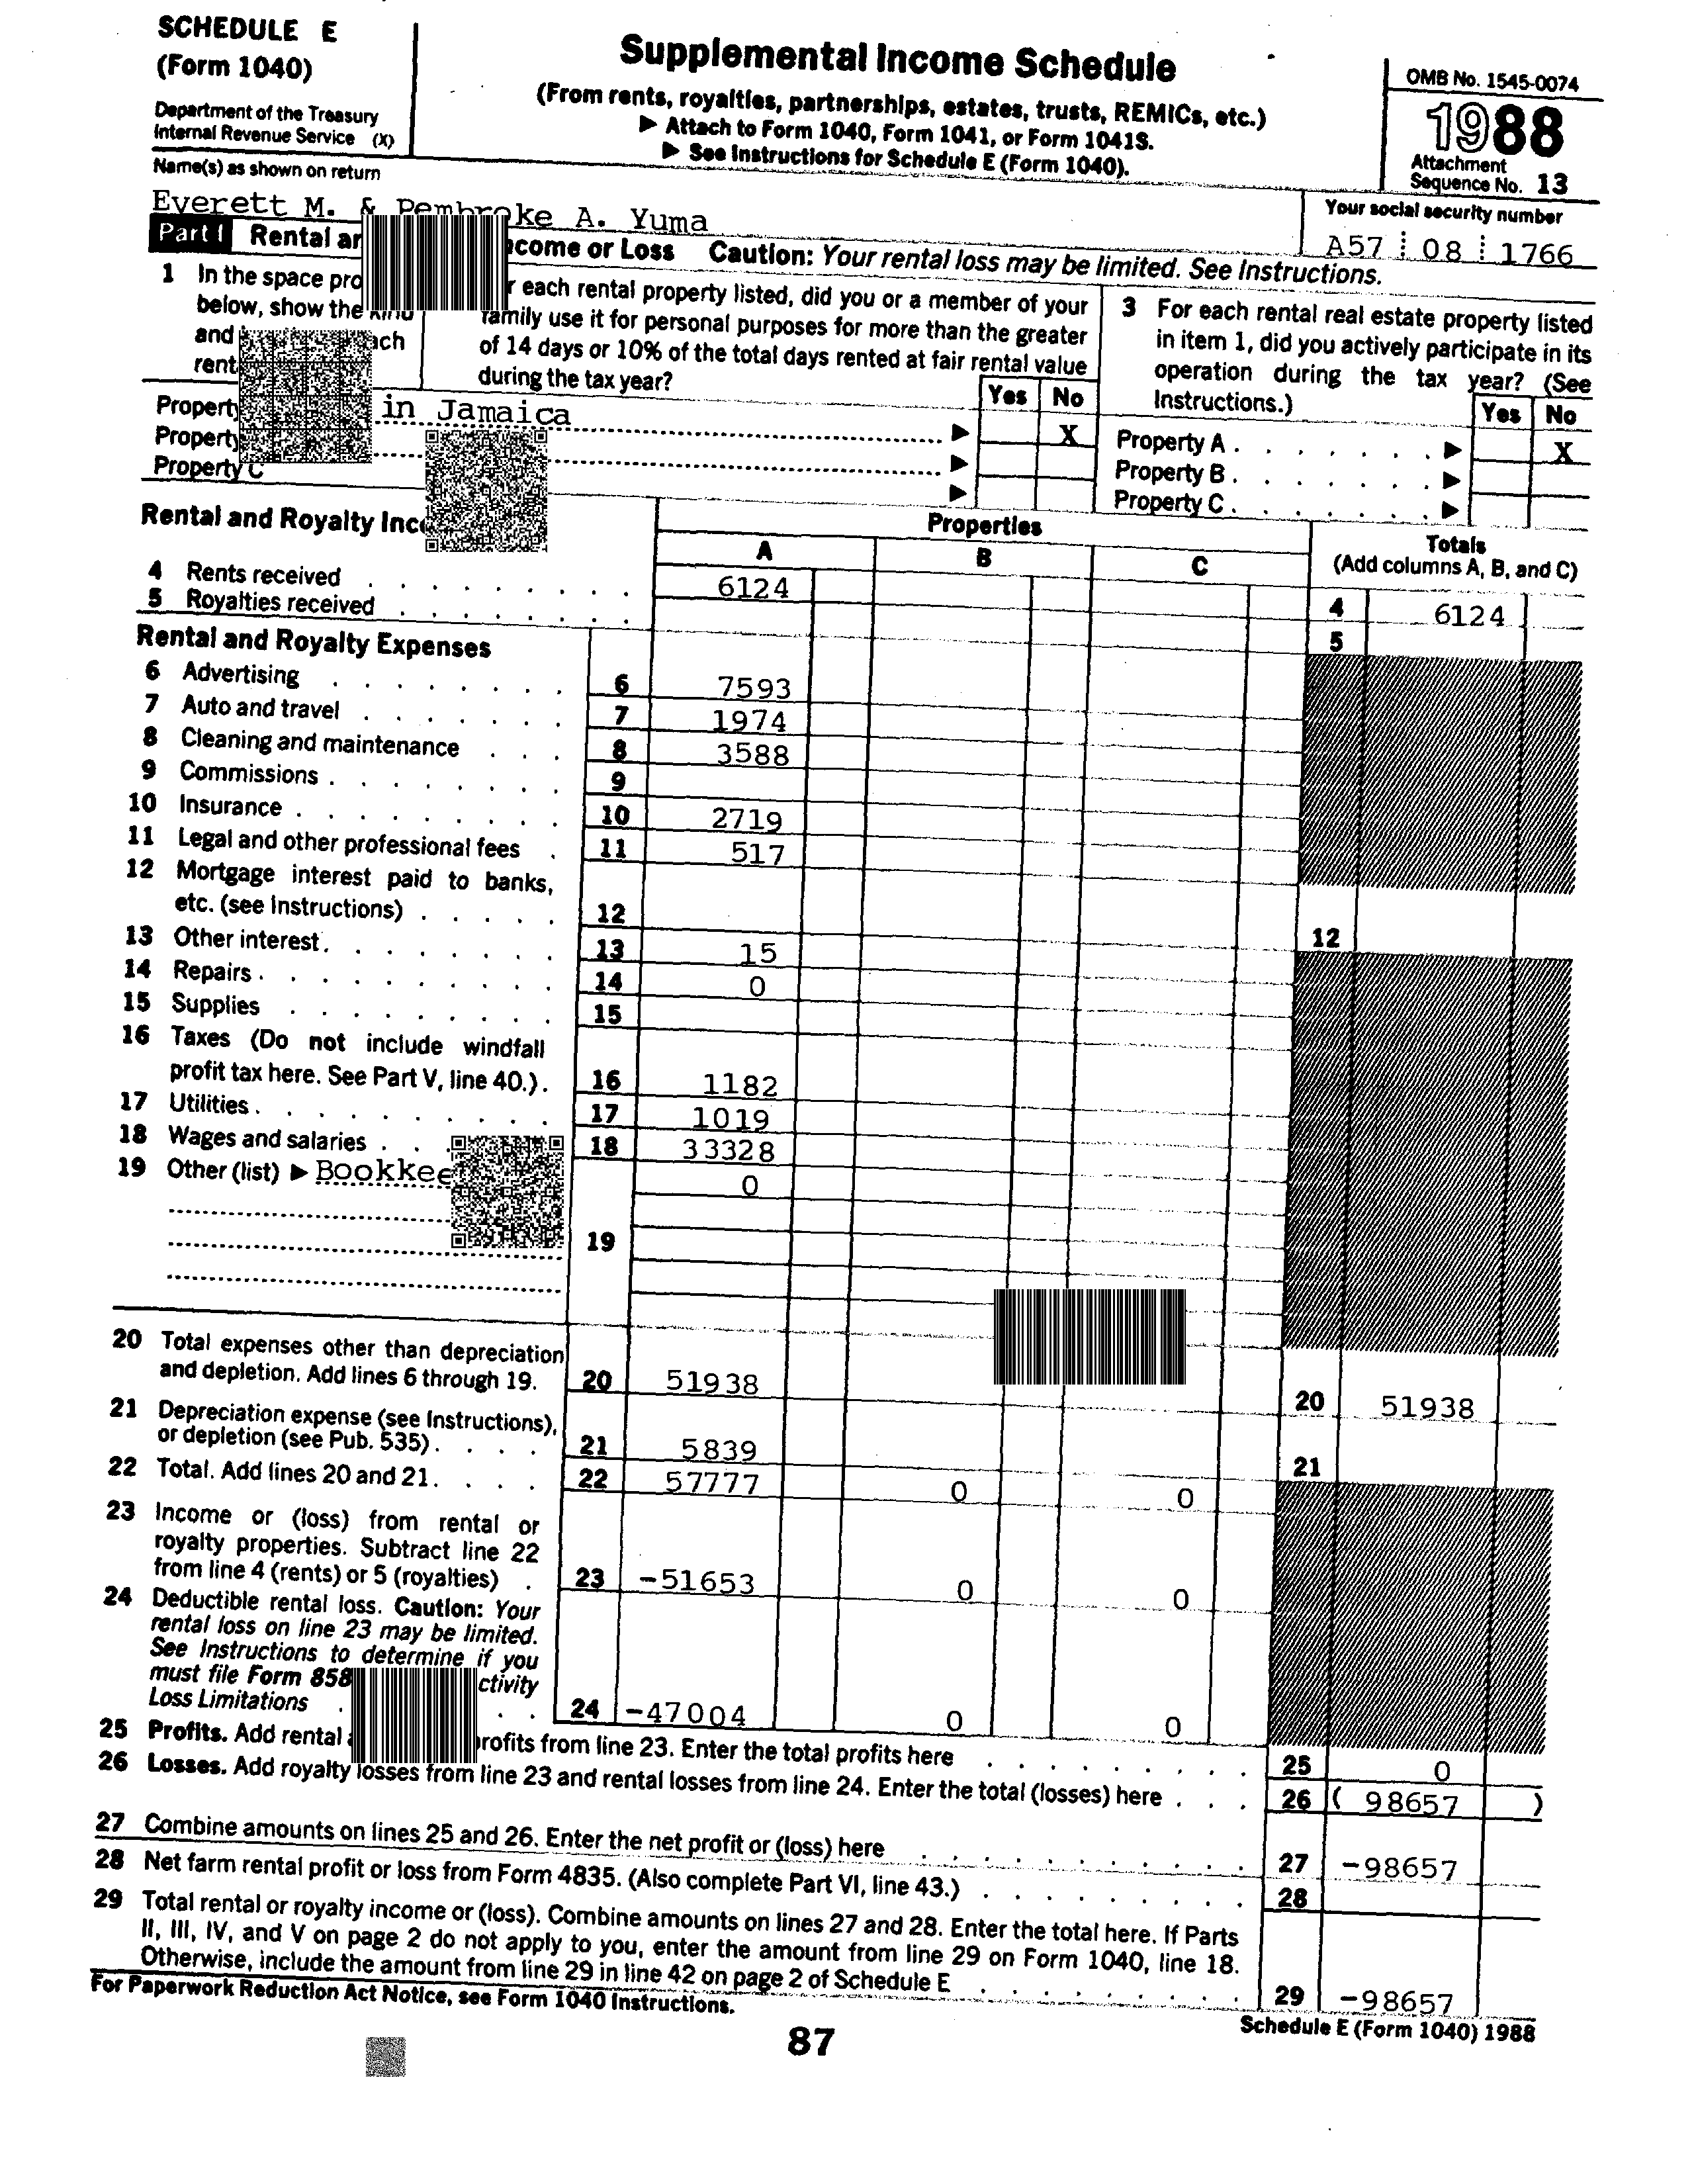 SCHEDULE E
(Form 1040)
Department of the Treasury
Internal Revenue Service (X)
Supplemental Income Schedule
(From rents, royalties, partnerships, estates, trusts, REMICs, etc.)
▶ Attach to Form 1040, Form 1041, or Form 1041S.
▶ See Instructions for Schedule E (Form 1040).
OMB No. 1545-0074
1988
Attachment
Sequence No. 13
Name(s) as shown on return
Everett M. & Pembroke A. Yuma
Your social security number
A57 08 1766
Part I Rental Income or Loss Caution: Your rental loss may be limited. See Instructions.
1 In the space
below, show the kind
and each
2 For each rental property listed, did you or a member of your
family use it for personal purposes for more than the greater
of 14 days or 10% of the total days rented at fair rental value
during the tax year?
Yes No
3 For each rental real estate property listed
in item 1, did you actively participate in its
operation during the tax year? (See
Instructions.)
Yes No
Property in Jamaica ▶ X
Property ▶
Property C ▶
Property A . . . . . . . ▶ X
Property B . . . . . . . ▶
Property C . . . . . . . ▶
Rental and Royalty
Properties
A B C
Totals
(Add columns A, B, and C)
4 Rents received . . . . . . . . 6124 4 6124
5 Royalties received . . . . . . . 5
Rental and Royalty Expenses
6 Advertising . . . . . . . . 6 7593
7 Auto and travel . . . . . . . 7 1974
8 Cleaning and maintenance . . . 8 3588
9 Commissions . . . . . . . . 9
10 Insurance . . . . . . . . . 10 2719
11 Legal and other professional fees . 11 517
12 Mortgage interest paid to banks,
etc. (see Instructions) . . . . . 12 12
13 Other interest . . . . . . . . 13 15
14 Repairs . . . . . . . . . . 14 0
15 Supplies . . . . . . . . . 15
16 Taxes (Do not include windfall
profit tax here. See Part V, line 40.) . 16 1182
17 Utilities . . . . . . . . . . 17 1019
18 Wages and salaries . . 18 33328
19 Other (list) ▶ 0
19
20 Total expenses other than depreciation
and depletion. Add lines 6 through 19. 20 51938 20 51938
21 Depreciation expense (see Instructions),
or depletion (see Pub. 535) . . . . 21 5839 21
22 Total. Add lines 20 and 21 . . . . 22 57777 0 0
23 Income or (loss) from rental or
royalty properties. Subtract line 22
from line 4 (rents) or 5 (royalties) . 23 -51653 0 0
24 Deductible rental loss. Caution: Your
rental loss on line 23 may be limited.
See Instructions to determine if you
must file Form
Loss Limitations . . . 24 -47004 0 0
25 Profits. Add rental profits from line 23. Enter the total profits here . . . . . . . . . 25 0
26 Losses. Add royalty losses from line 23 and rental losses from line 24. Enter the total (losses) here . . . 26 ( 98657 )
27 Combine amounts on lines 25 and 26. Enter the net profit or (loss) here . . . . . . . . . . . 27 -98657
28 Net farm rental profit or loss from Form 4835. (Also complete Part VI, line 43.) . . . . . . . . . 28
29 Total rental or royalty income or (loss). Combine amounts on lines 27 and 28. Enter the total here. If Parts
II, III, IV, and V on page 2 do not apply to you, enter the amount from line 29 on Form 1040, line 18.
Otherwise, include the amount from line 29 in line 42 on page 2 of Schedule E . . . . . . . . . 29 -98657
For Paperwork Reduction Act Notice, see Form 1040 Instructions.
Schedule E (Form 1040) 1988
87